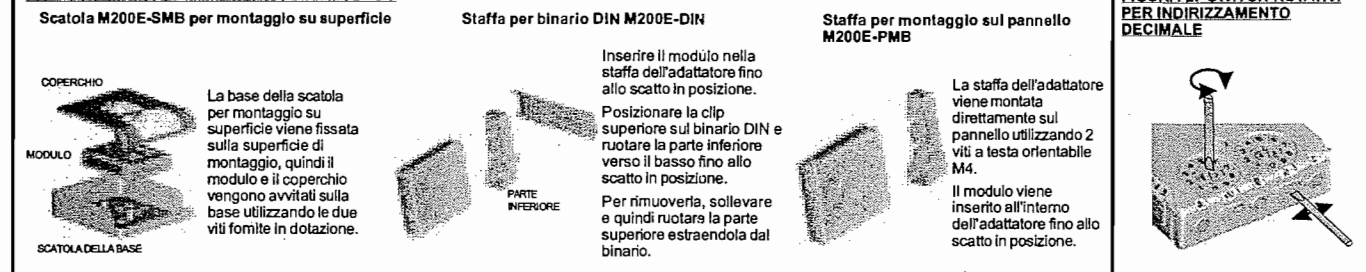 Scatola M200E-SMB per montaggio su superficie
COPERCHIO
MODULO
SCATOLA DELLA BASE
La base della scatola
per montaggio su
superficie viene fissata
sulla superficie di
montaggio, quindi il
modulo e il coperchio
vengono avvitati sulla
base utilizzando le due
viti fornite in dotazione.
Staffa per binario DIN M200E-DIN
PARTE
INFERIORE
Inserire il modulo nella
staffa dell'adattatore fino
allo scatto in posizione.
Posizionare la clip
superiore sul binario DIN e
ruotare la parte inferiore
verso il basso fino allo
scatto in posizione.
Per rimuoverla, sollevare
e quindi ruotare la parte
superiore estraendola dal
binario.
Staffa per montaggio sul pannello
M200E-PMB
La staffa dell'adattatore
viene montata
direttamente sul
pannello utilizzando 2
viti a testa orientabile
M4.
Il modulo viene
inserito all'interno
dell'adattatore fino allo
scatto in posizione.
PER INDIRIZZAMENTO
DECIMALE